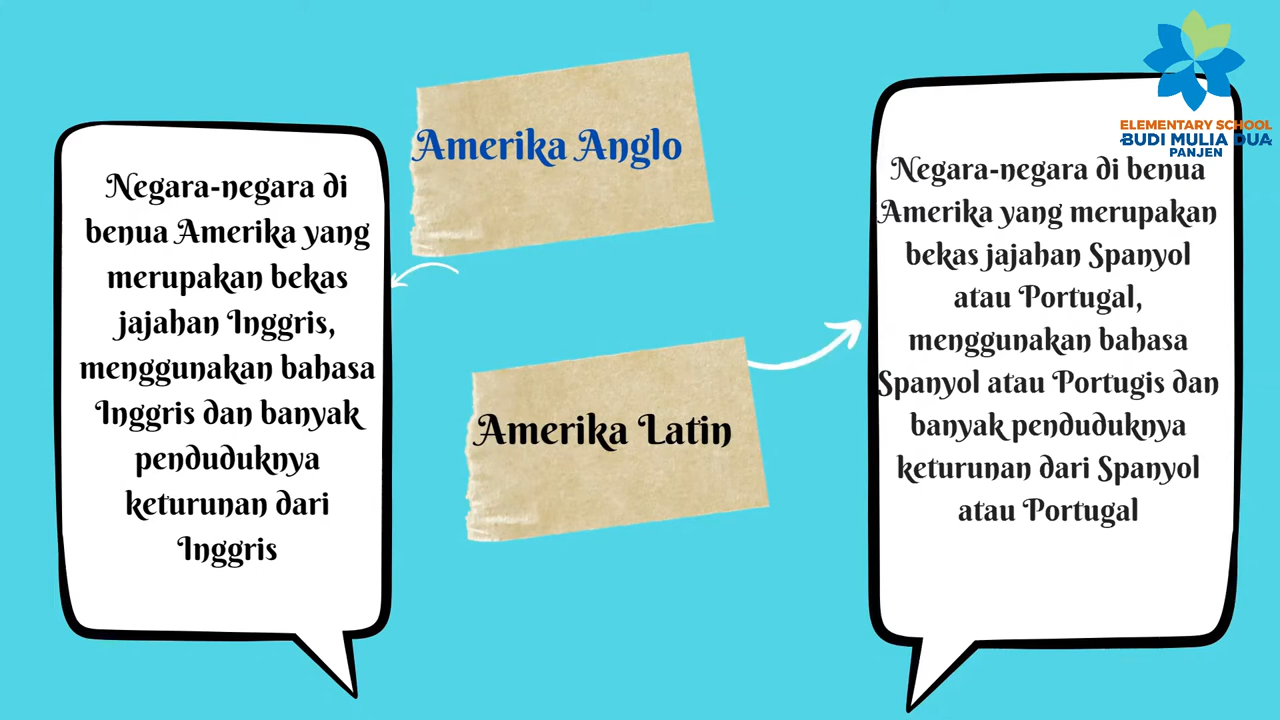 Amerika Anglo
Negara-negara di
benua Amerika yang
merupakan bekas
jajahan Inggris,
menggunakan bahasa
Inggris dan banyak
penduduknya
keturunan dari
Inggris
Amerika Latin
ELEMENTARY SCHOOL
BUDI MULIA DUA
PANJEN
Negara-negara di benua
Amerika yang merupakan
bekas jajahan Spanyol
atau Portugal,
menggunakan bahasa
Spanyol atau Portugis dan
banyak penduduknya
keturunan dari Spanyol
atau Portugal